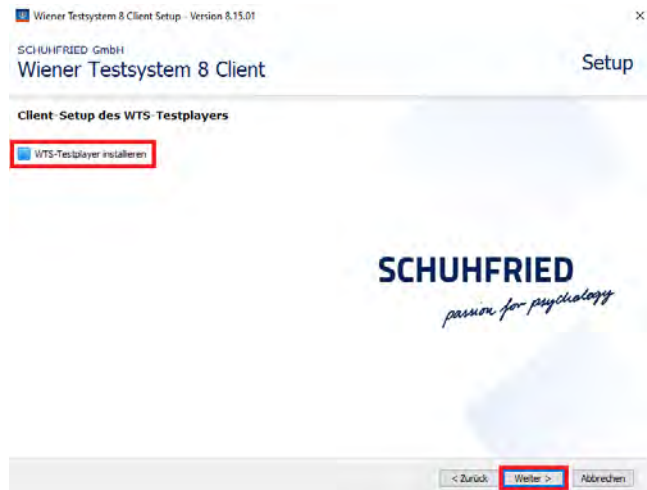 Wiener Testsystem 8 Client Setup - Version 8.15.01
SCHUHFRIED GmbH
Wiener Testsystem 8 Client
Setup
Client-Setup des WTS-Testplayers
WTS-Testplayer installieren
SCHUHFRIED
passion for psychology
< Zurück
Weiter >
Abbrechen